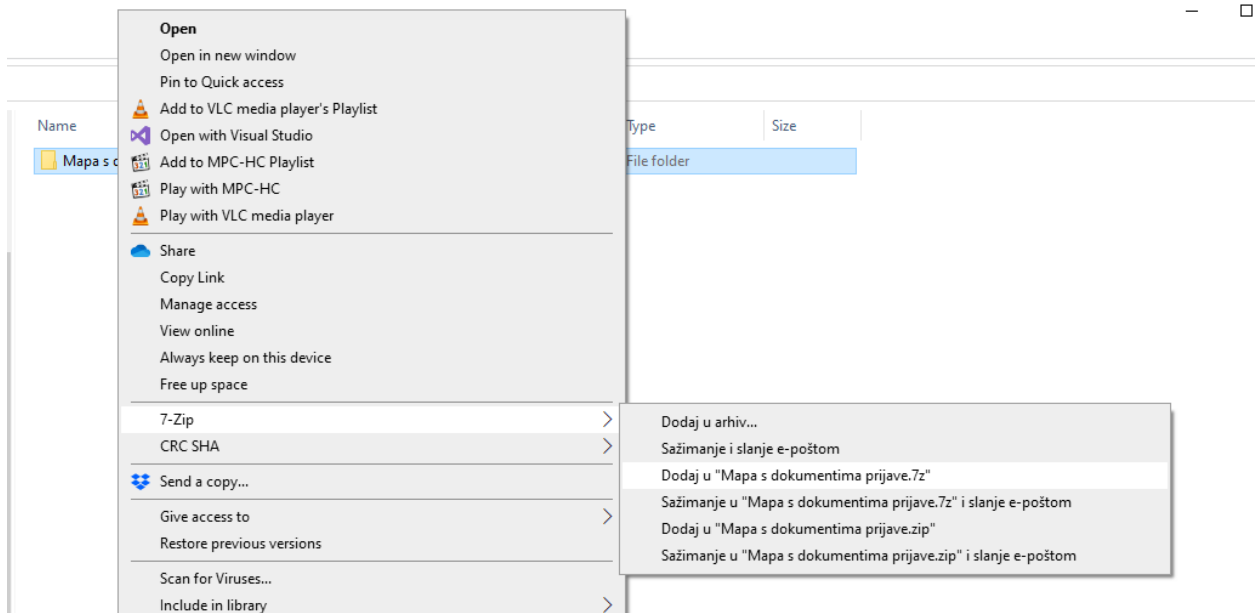 Open
Open in new window
Pin to Quick access
Add to VLC media player's Playlist
Name
Type
Size
Open with Visual Studio
Mapa s d
Add to MPC-HC Playlist
File folder
Play with MPC-HC
Play with VLC media player
Share
Copy Link
Manage access
View online
Always keep on this device
Free up space
7-Zip
CRC SHA
Send a copy...
Give access to
Restore previous versions
Scan for Viruses...
Include in library
Dodaj u arhiv...
Sažimanje i slanje e-poštom
Dodaj u "Mapa s dokumentima prijave.7z"
Sažimanje u "Mapa s dokumentima prijave.7z" i slanje e-poštom
Dodaj u "Mapa s dokumentima prijave.zip"
Sažimanje u "Mapa s dokumentima prijave.zip" i slanje e-poštom